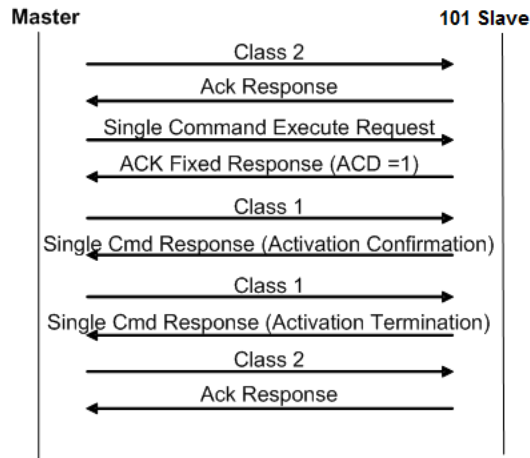 Master
101 Slave
Class 2
Ack Response
Single Command Execute Request
ACK Fixed Response (ACD =1)
Class 1
Single Cmd Response (Activation Confirmation)
Class 1
Single Cmd Response (Activation Termination)
Class 2
Ack Response